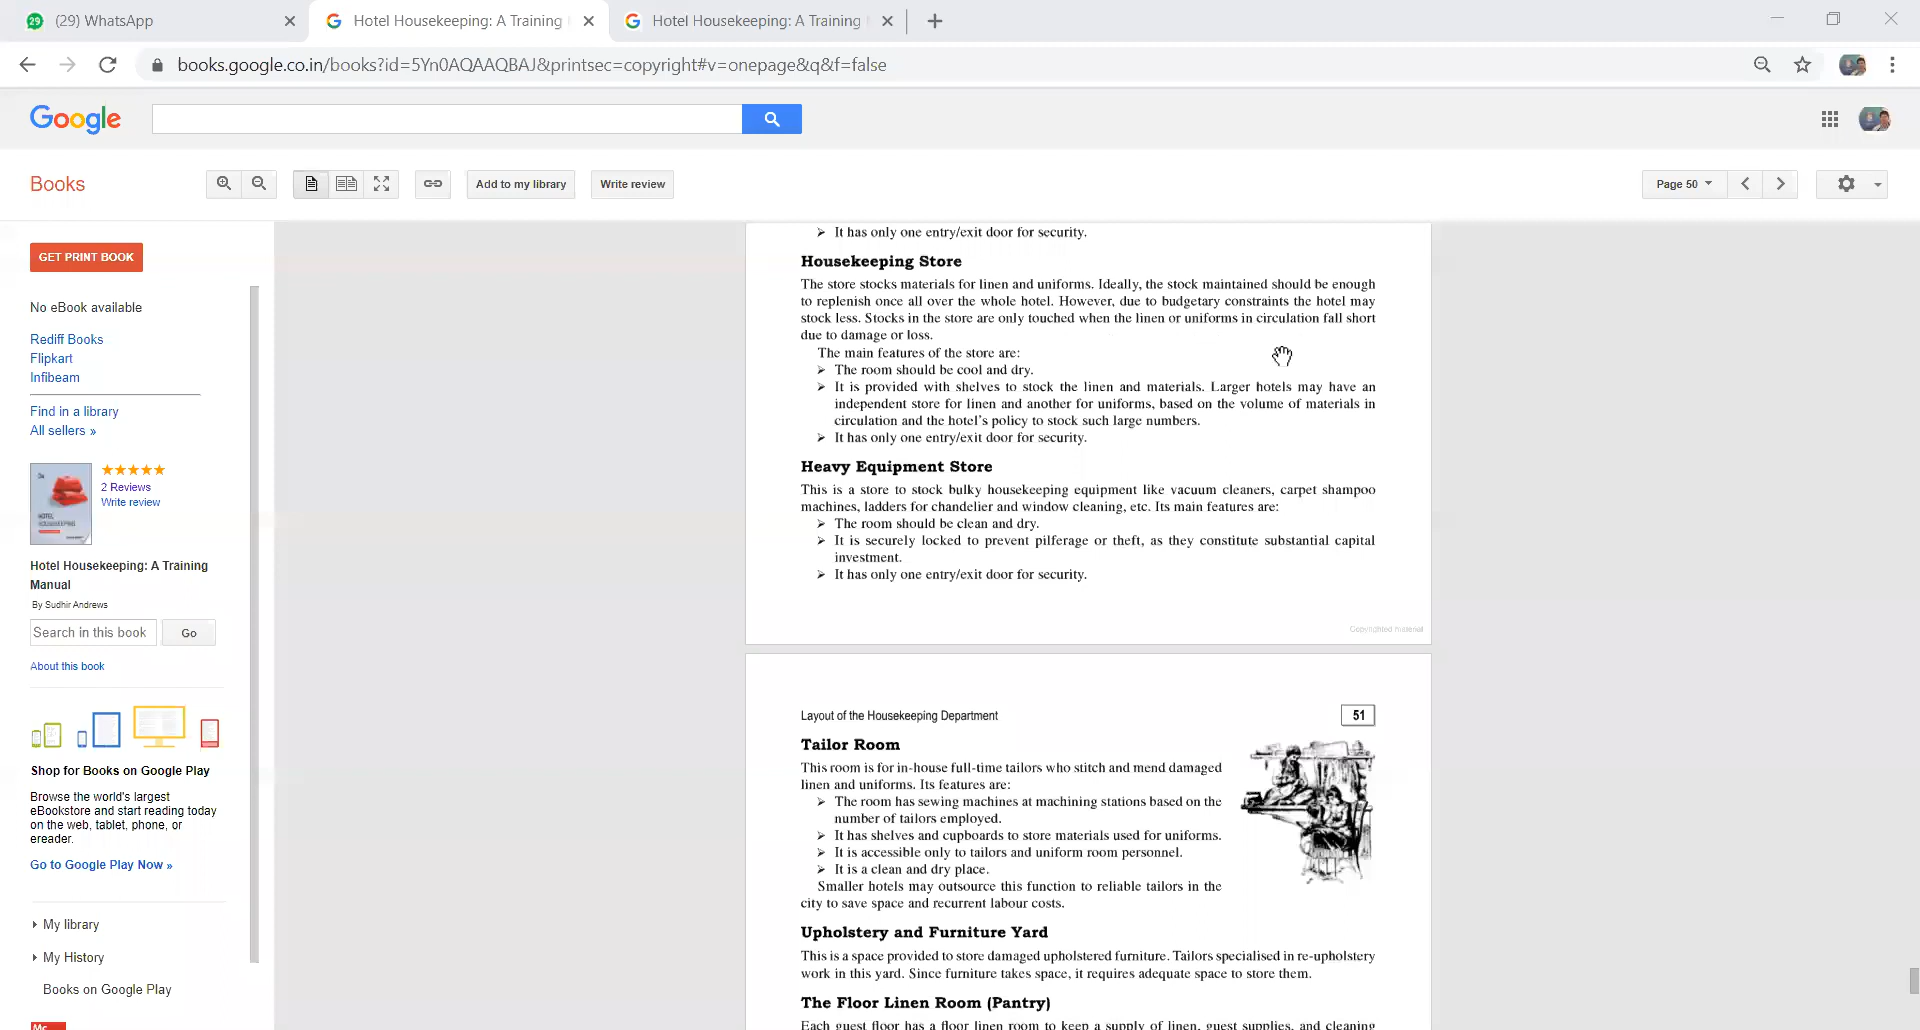 (29) WhatsApp
Hotel Housekeeping: A Training
Hotel Housekeeping: A Training
books.google.co.in/books?id=5Yn0AQAAQBAJ&printsec=copyright#v=onepage&q&f=false
Google
Books
Add to my library
Write review
Page 50
GET PRINT BOOK
No eBook available
Rediff Books
Flipkart
Infibeam
Find in a library
All sellers »
2 Reviews
Write review
HOTEL
HOUSEKEEPING
Hotel Housekeeping: A Training
Manual
By Sudhir Andrews
Search in this book
Go
About this book
Shop for Books on Google Play
Browse the world's largest
eBookstore and start reading today
on the web, tablet, phone, or
ereader.
Go to Google Play Now »
My library
My History
Books on Google Play
Mc
➢ It has only one entry/exit door for security.
Housekeeping Store
The store stocks materials for linen and uniforms. Ideally, the stock maintained should be enough
to replenish once all over the whole hotel. However, due to budgetary constraints the hotel may
stock less. Stocks in the store are only touched when the linen or uniforms in circulation fall short
due to damage or loss.
The main features of the store are:
➢ The room should be cool and dry.
➢ It is provided with shelves to stock the linen and materials. Larger hotels may have an
independent store for linen and another for uniforms, based on the volume of materials in
circulation and the hotel's policy to stock such large numbers.
➢ It has only one entry/exit door for security.
Heavy Equipment Store
This is a store to stock bulky housekeeping equipment like vacuum cleaners, carpet shampoo
machines, ladders for chandelier and window cleaning, etc. Its main features are:
➢ The room should be clean and dry.
➢ It is securely locked to prevent pilferage or theft, as they constitute substantial capital
investment.
➢ It has only one entry/exit door for security.
Copyrighted material
Layout of the Housekeeping Department
51
Tailor Room
This room is for in-house full-time tailors who stitch and mend damaged
linen and uniforms. Its features are:
➢ The room has sewing machines at machining stations based on the
number of tailors employed.
➢ It has shelves and cupboards to store materials used for uniforms.
➢ It is accessible only to tailors and uniform room personnel.
➢ It is a clean and dry place.
Smaller hotels may outsource this function to reliable tailors in the
city to save space and recurrent labour costs.
Upholstery and Furniture Yard
This is a space provided to store damaged upholstered furniture. Tailors specialised in re-upholstery
work in this yard. Since furniture takes space, it requires adequate space to store them.
The Floor Linen Room (Pantry)
Each guest floor has a floor linen room to keep a supply of linen, guest supplies, and cleaning